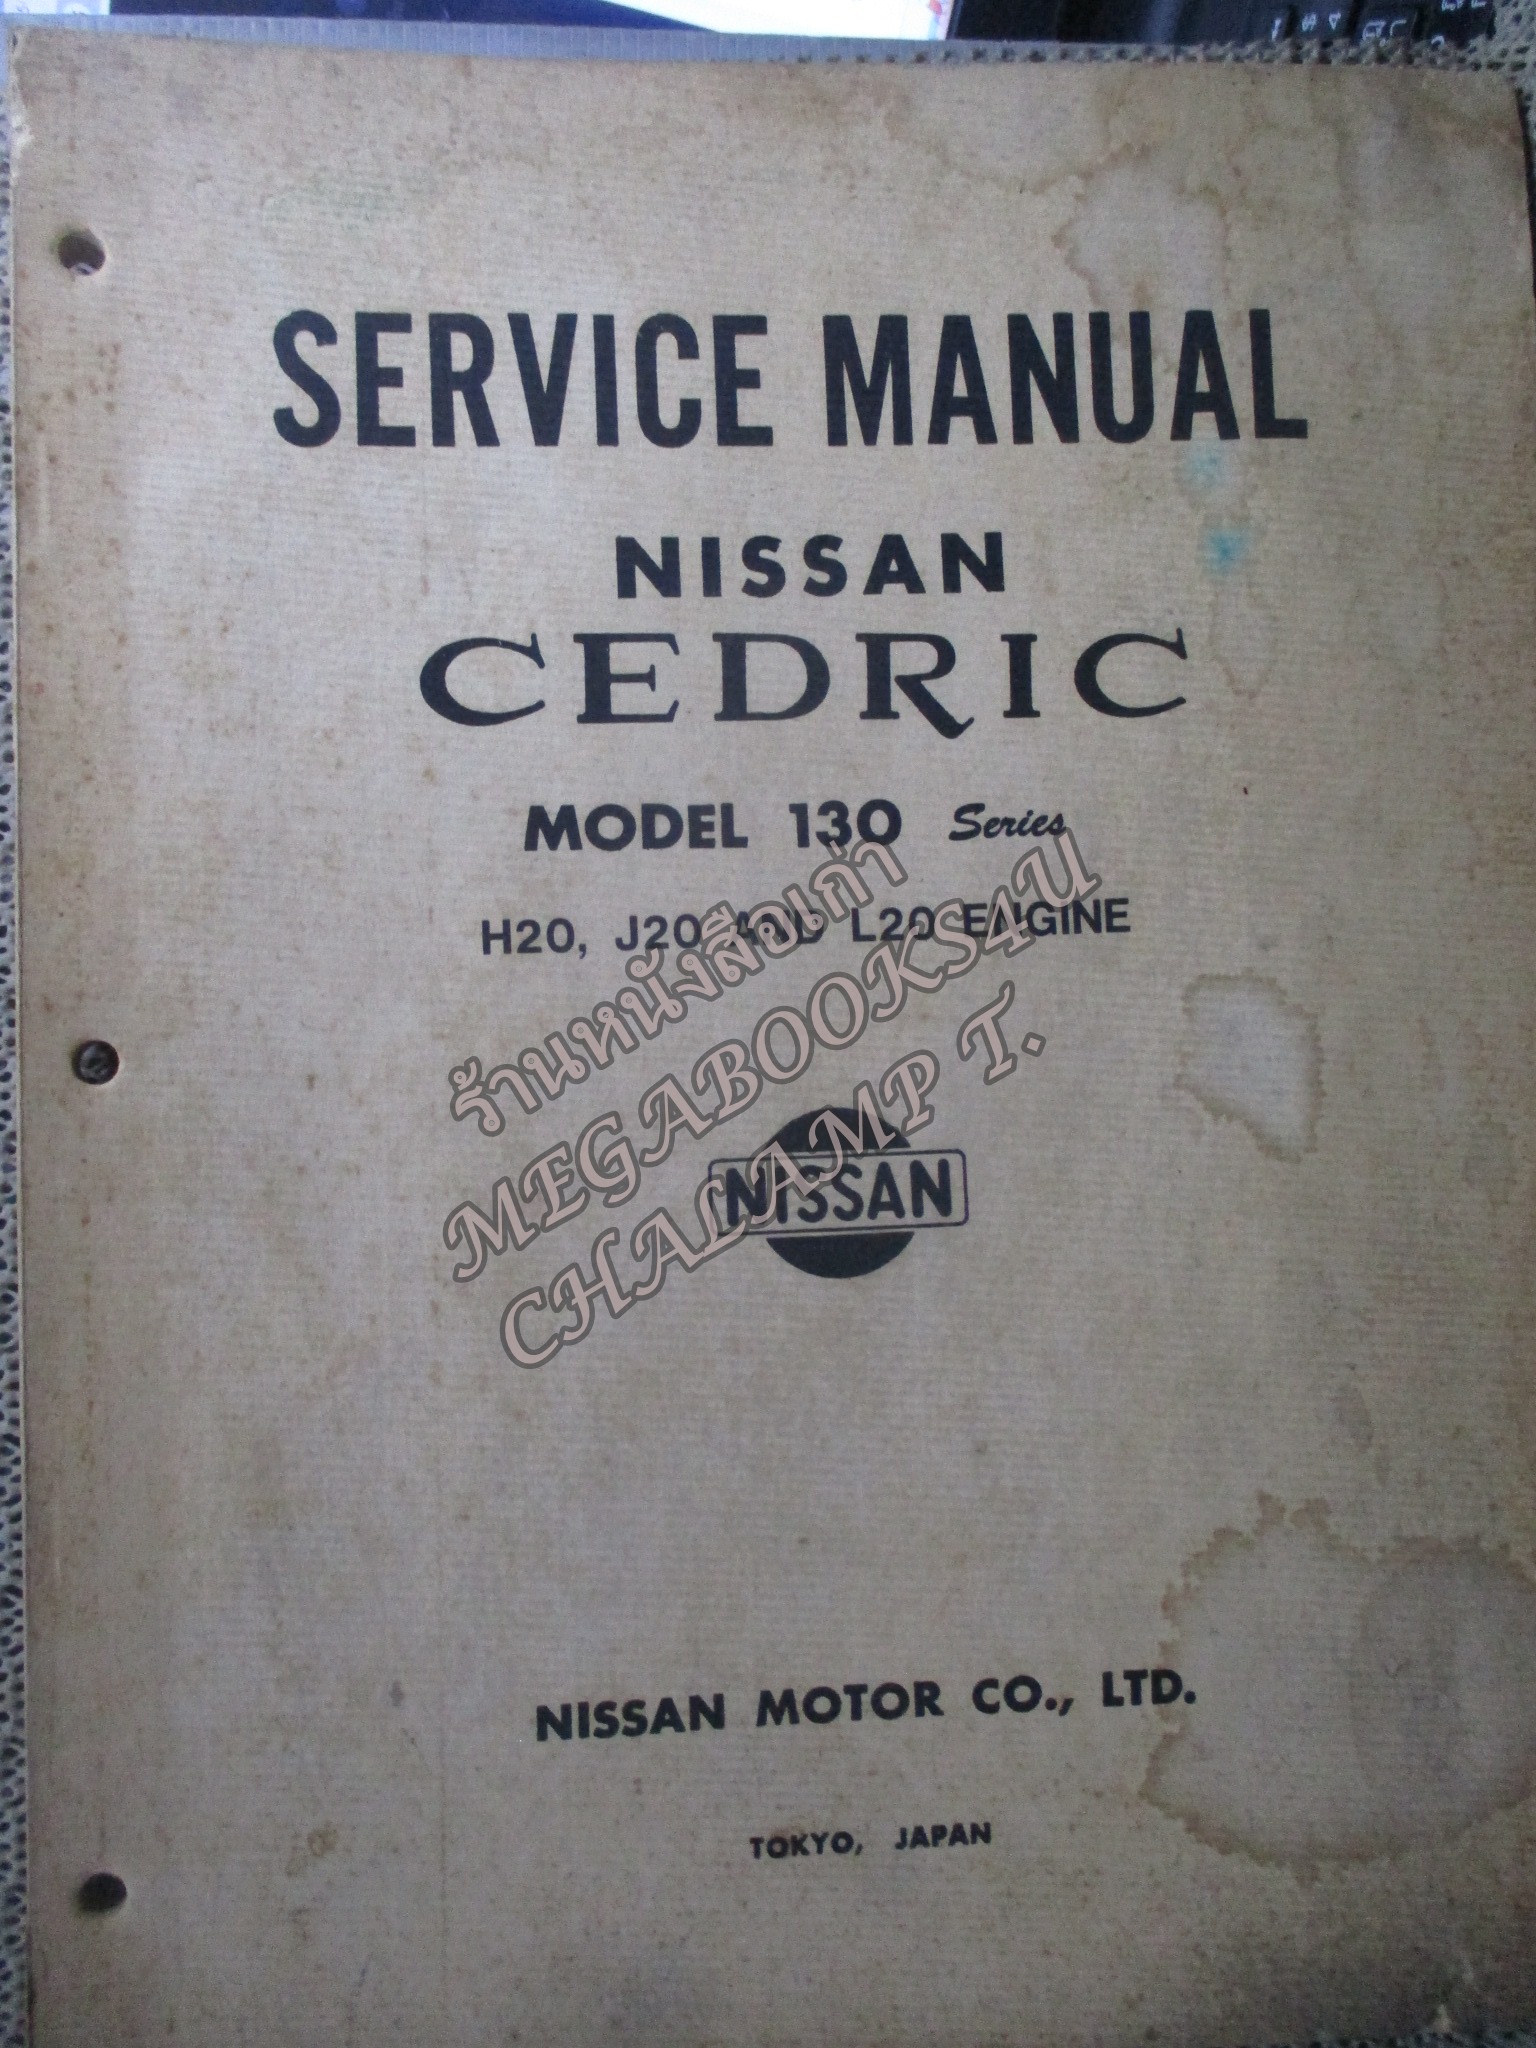 SERVICE MANUAL
NISSAN
CEDRIC
MODEL 130 Series
H20, J20 AND L20 ENGINE
ร้านหนังสือเก่า
MEGABOOKS4U
CHALAMP T.
NISSAN
NISSAN MOTOR CO., LTD.
TOKYO, JAPAN